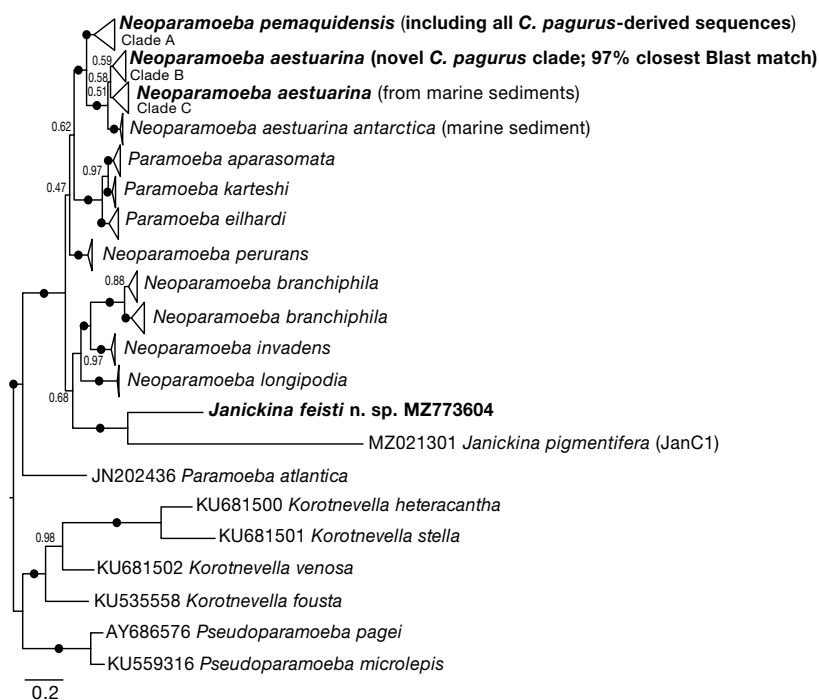 Neoparamoeba pemaquidensis (including all C. pagurus-derived sequences)
Clade A
0.59
Neoparamoeba aestuarina (novel C. pagurus clade; 97% closest Blast match)
Clade B
0.58
0.51
Neoparamoeba aestuarina (from marine sediments)
Clade C
0.62
Neoparamoeba aestuarina antarctica (marine sediment)
Paramoeba aparasomata
0.97
0.47
Paramoeba karteshi
Paramoeba eilhardi
Neoparamoeba perurans
0.88
Neoparamoeba branchiphila
Neoparamoeba branchiphila
Neoparamoeba invadens
0.97
Neoparamoeba longipodia
0.68
Janickina feisti n. sp. MZ773604
MZ021301 Janickina pigmentifera (JanC1)
JN202436 Paramoeba atlantica
KU681500 Korotnevella heteracantha
KU681501 Korotnevella stella
0.98
KU681502 Korotnevella venosa
KU535558 Korotnevella fousta
AY686576 Pseudoparamoeba pagei
KU559316 Pseudoparamoeba microlepis
0.2